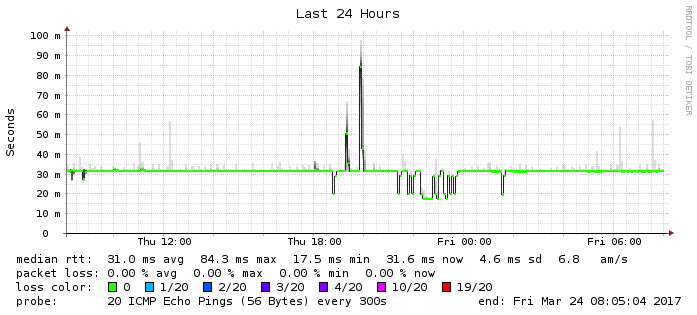 Last 24 Hours
RRDTOOL / TOBI OETIKER
Seconds
100 m
90 m
80 m
70 m
60 m
50 m
40 m
30 m
20 m
10 m
0
Thu 12:00 Thu 18:00 Fri 00:00 Fri 06:00
median rtt: 31.0 ms avg 84.3 ms max 17.5 ms min 31.6 ms now 4.6 ms sd 6.8 am/s
packet loss: 0.00 % avg 0.00 % max 0.00 % min 0.00 % now
loss color: 0 1/20 2/20 3/20 4/20 10/20 19/20
probe: 20 ICMP Echo Pings (56 Bytes) every 300s end: Fri Mar 24 08:05:04 2017